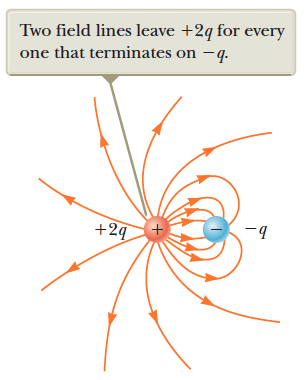 Two field lines leave +2q for every
one that terminates on −q.
+2q
+
−
−q